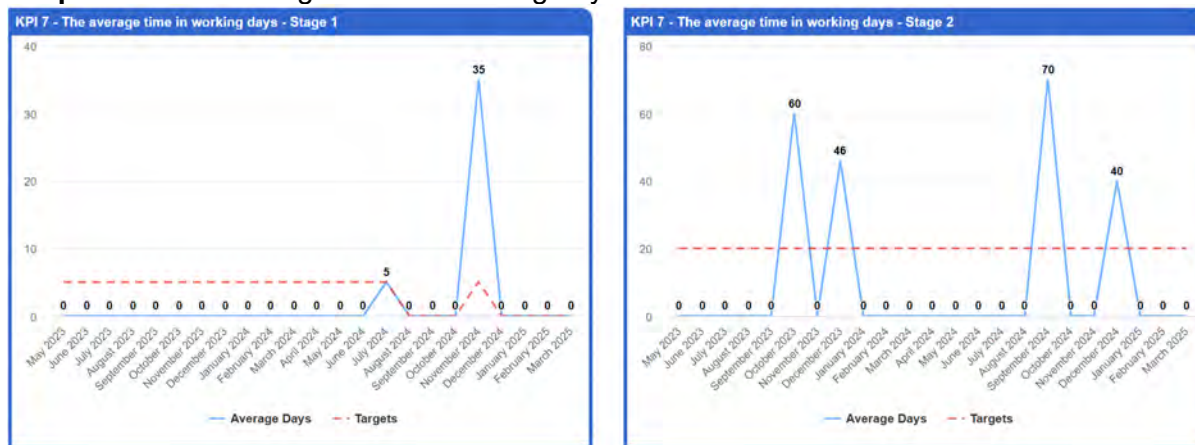 KPI 7 - The average time in working days - Stage 1
40
30
20
10
0
35
5
0 0 0 0 0 0 0 0 0 0 0 0 0 0 0 0 0 0 0 0 0
May 2023
June 2023
July 2023
August 2023
September 2023
October 2023
November 2023
December 2023
January 2024
February 2024
March 2024
April 2024
May 2024
June 2024
July 2024
August 2024
September 2024
October 2024
November 2024
December 2024
January 2025
February 2025
March 2025
Average Days Targets
KPI 7 - The average time in working days - Stage 2
80
60
40
20
0
70
60
46
40
0 0 0 0 0 0 0 0 0 0 0 0 0 0 0 0 0 0 0
May 2023
June 2023
July 2023
August 2023
September 2023
October 2023
November 2023
December 2023
January 2024
February 2024
March 2024
April 2024
May 2024
June 2024
July 2024
August 2024
September 2024
October 2024
November 2024
December 2024
January 2025
February 2025
March 2025
Average Days Targets